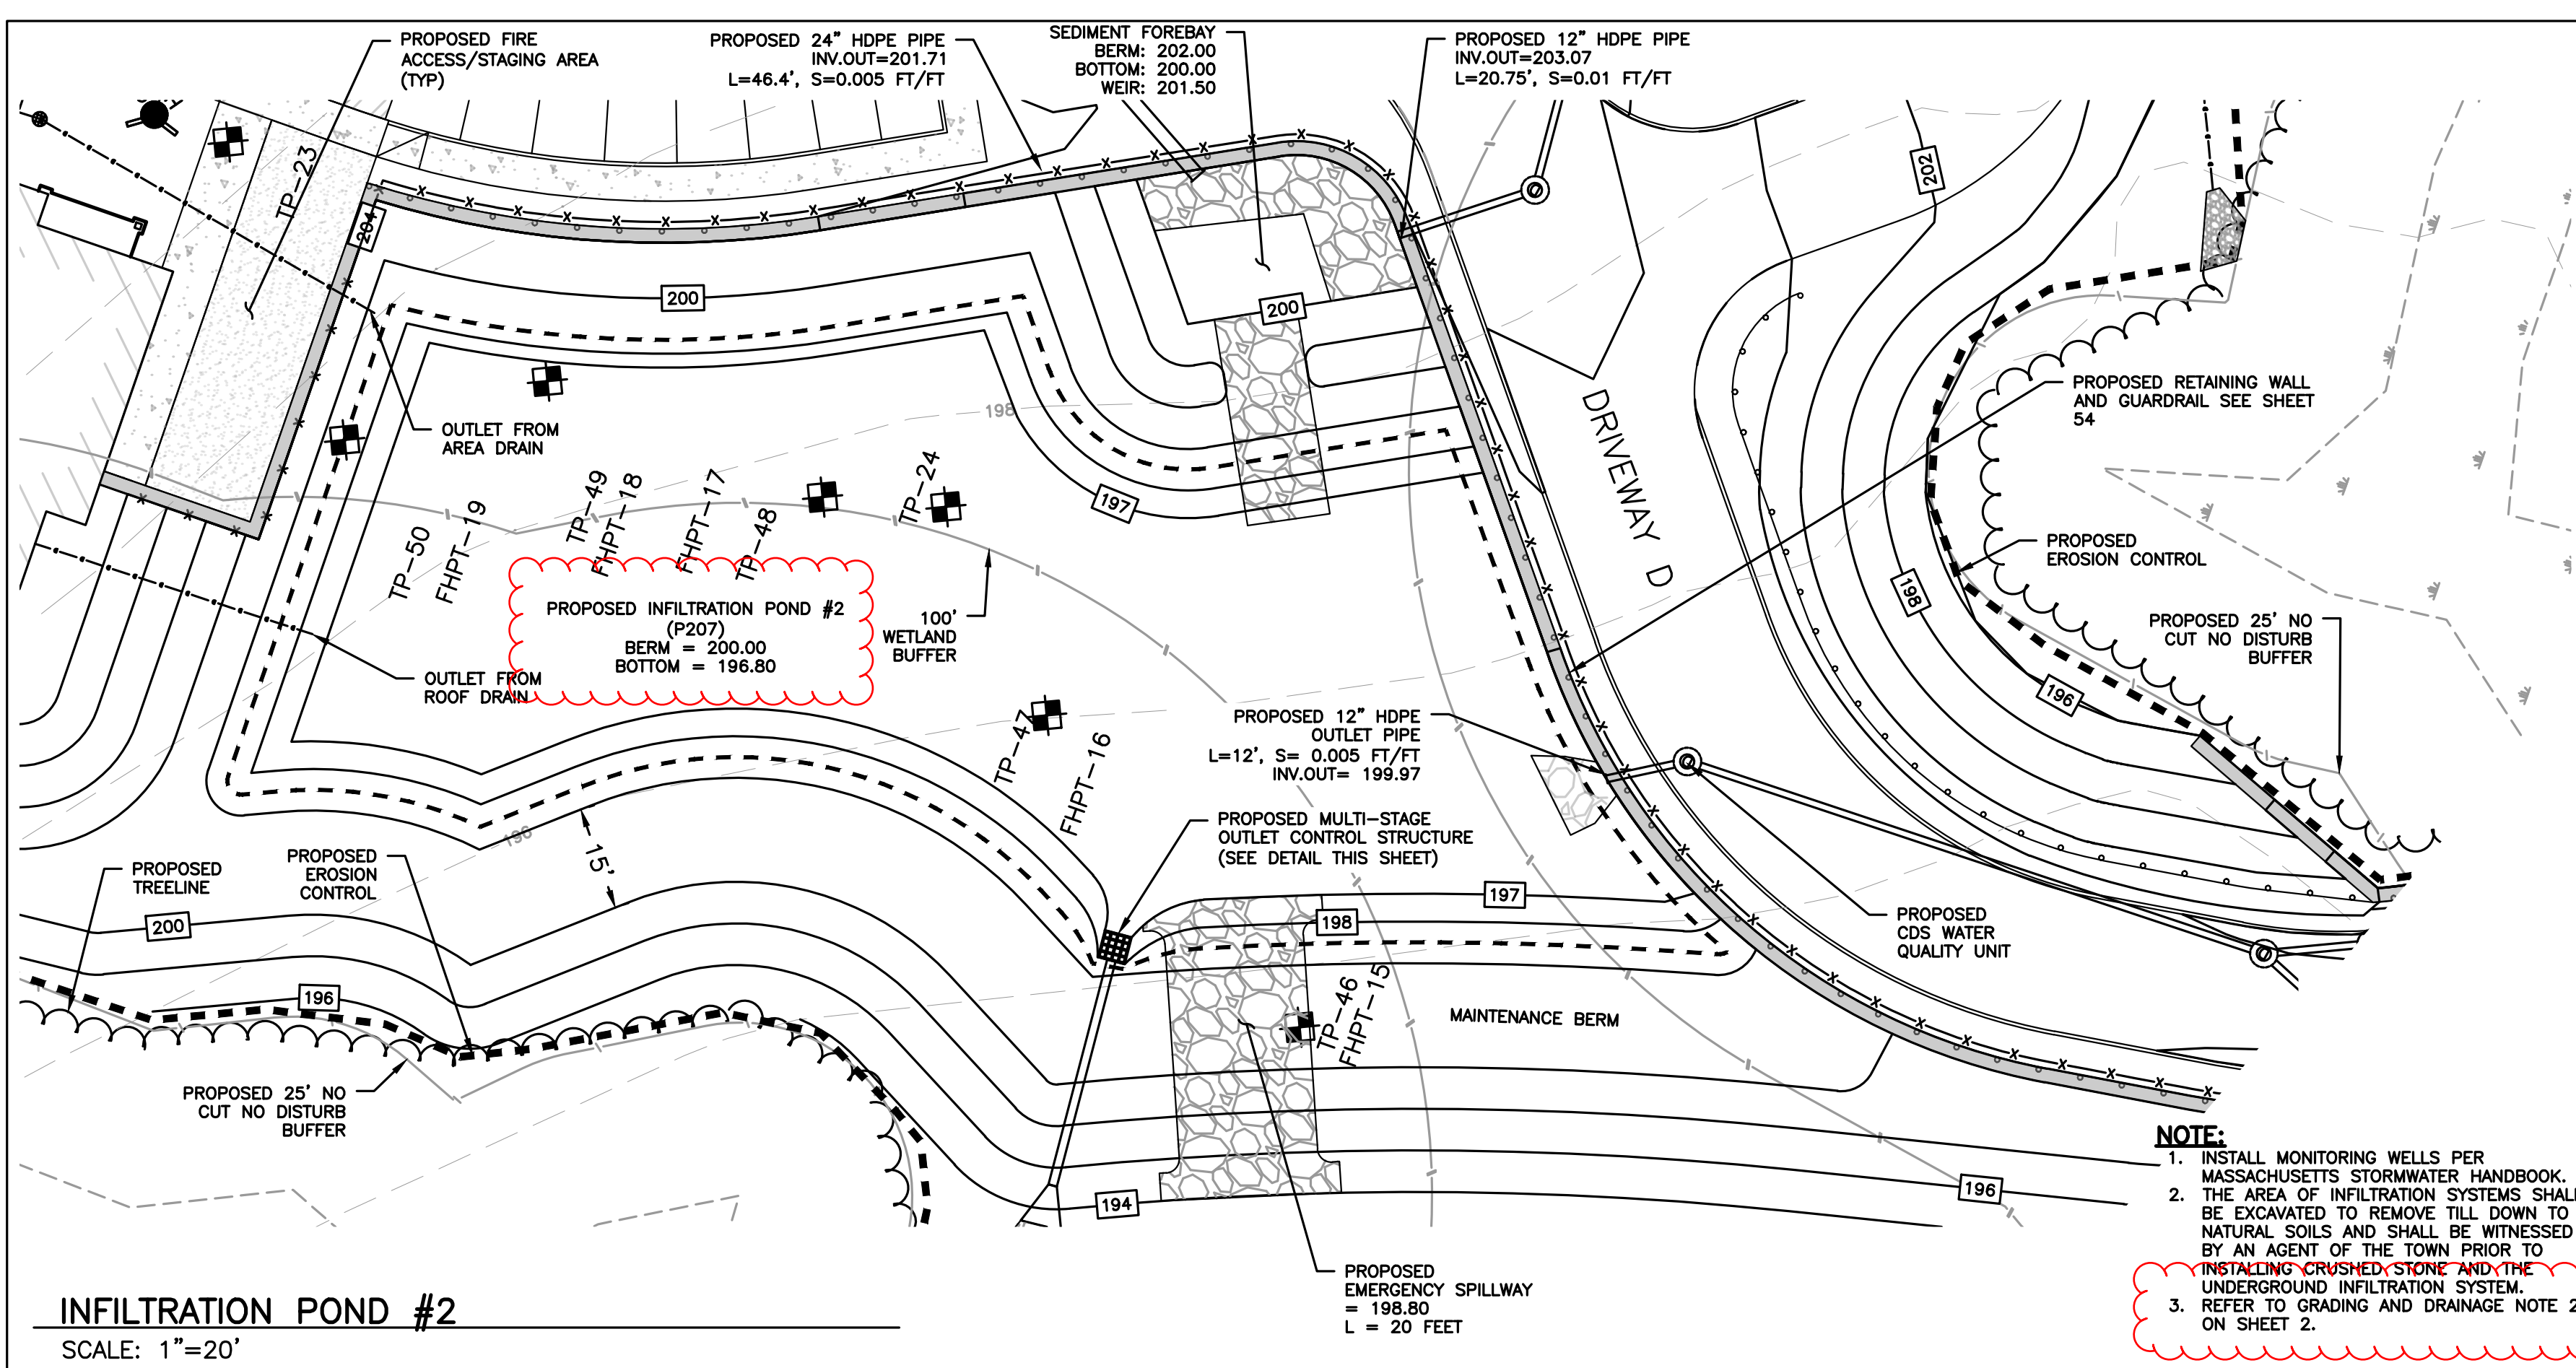 PROPOSED FIRE
ACCESS/STAGING AREA
(TYP)
PROPOSED 24" HDPE PIPE
INV.OUT=201.71
L=46.4', S=0.005 FT/FT
SEDIMENT FOREBAY
BERM: 202.00
BOTTOM: 200.00
WEIR: 201.50
PROPOSED 12" HDPE PIPE
INV.OUT=203.07
L=20.75', S=0.01 FT/FT
TP-23
204
202
200
200
198
OUTLET FROM
AREA DRAIN
197
PROPOSED RETAINING WALL
AND GUARDRAIL SEE SHEET
54
DRIVEWAY D
TP-50
FHPT-19
TP-49
FHPT-18
FHPT-17
TP-48
TP-24
PROPOSED INFILTRATION POND #2
(P207)
BERM = 200.00
BOTTOM = 196.80
100'
WETLAND
BUFFER
198
PROPOSED
EROSION CONTROL
PROPOSED 25' NO
CUT NO DISTURB
BUFFER
196
OUTLET FROM
ROOF DRAIN
TP-47
FHPT-16
PROPOSED 12" HDPE
OUTLET PIPE
L=12', S= 0.005 FT/FT
INV.OUT= 199.97
PROPOSED MULTI-STAGE
OUTLET CONTROL STRUCTURE
(SEE DETAIL THIS SHEET)
196
15'
PROPOSED
TREELINE
PROPOSED
EROSION
CONTROL
200
197
198
PROPOSED
CDS WATER
QUALITY UNIT
196
TP-46
FHPT-15
MAINTENANCE BERM
PROPOSED 25' NO
CUT NO DISTURB
BUFFER
194
196
NOTE:
1. INSTALL MONITORING WELLS PER
MASSACHUSETTS STORMWATER HANDBOOK.
2. THE AREA OF INFILTRATION SYSTEMS SHALL
BE EXCAVATED TO REMOVE TILL DOWN TO
NATURAL SOILS AND SHALL BE WITNESSED
BY AN AGENT OF THE TOWN PRIOR TO
INSTALLING CRUSHED STONE AND THE
UNDERGROUND INFILTRATION SYSTEM.
3. REFER TO GRADING AND DRAINAGE NOTE 2
ON SHEET 2.
PROPOSED
EMERGENCY SPILLWAY
= 198.80
L = 20 FEET
INFILTRATION POND #2
SCALE: 1"=20'